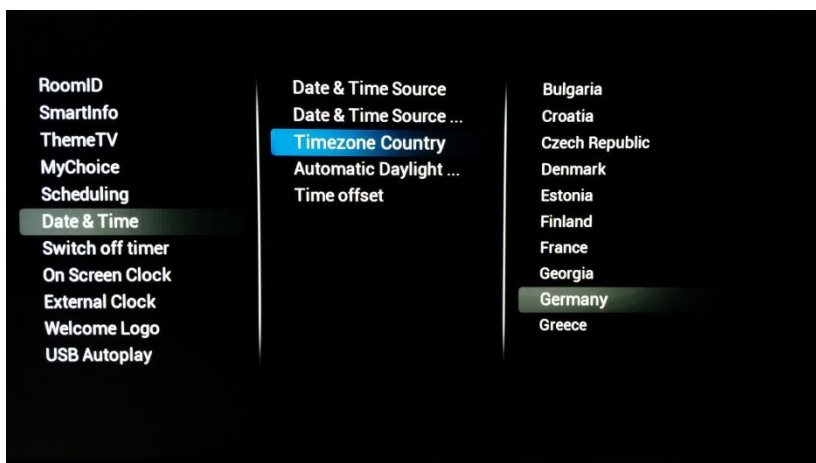 RoomID
SmartInfo
ThemeTV
MyChoice
Scheduling
Date & Time
Switch off timer
On Screen Clock
External Clock
Welcome Logo
USB Autoplay
Date & Time Source
Date & Time Source ...
Timezone Country
Automatic Daylight ...
Time offset
Bulgaria
Croatia
Czech Republic
Denmark
Estonia
Finland
France
Georgia
Germany
Greece